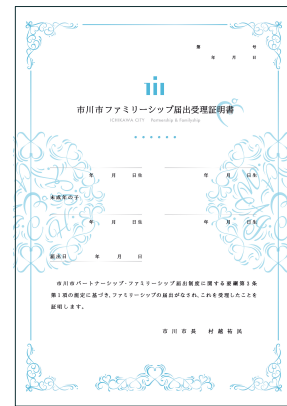 第　　　号
年　月　日
市川市ファミリーシップ届出受理証明書
ICHIKAWA CITY Partnership & Familyship
年　月　日生　　　年　月　日生
未成年の子
年　月　日生　　　年　月　日生
届出日　　年　月　日
市川市パートナーシップ・ファミリーシップ届出制度に関する要綱第3条
第1項の規定に基づき、ファミリーシップの届出がなされ、これを受理したことを
証明します。
市川市長　村越祐民